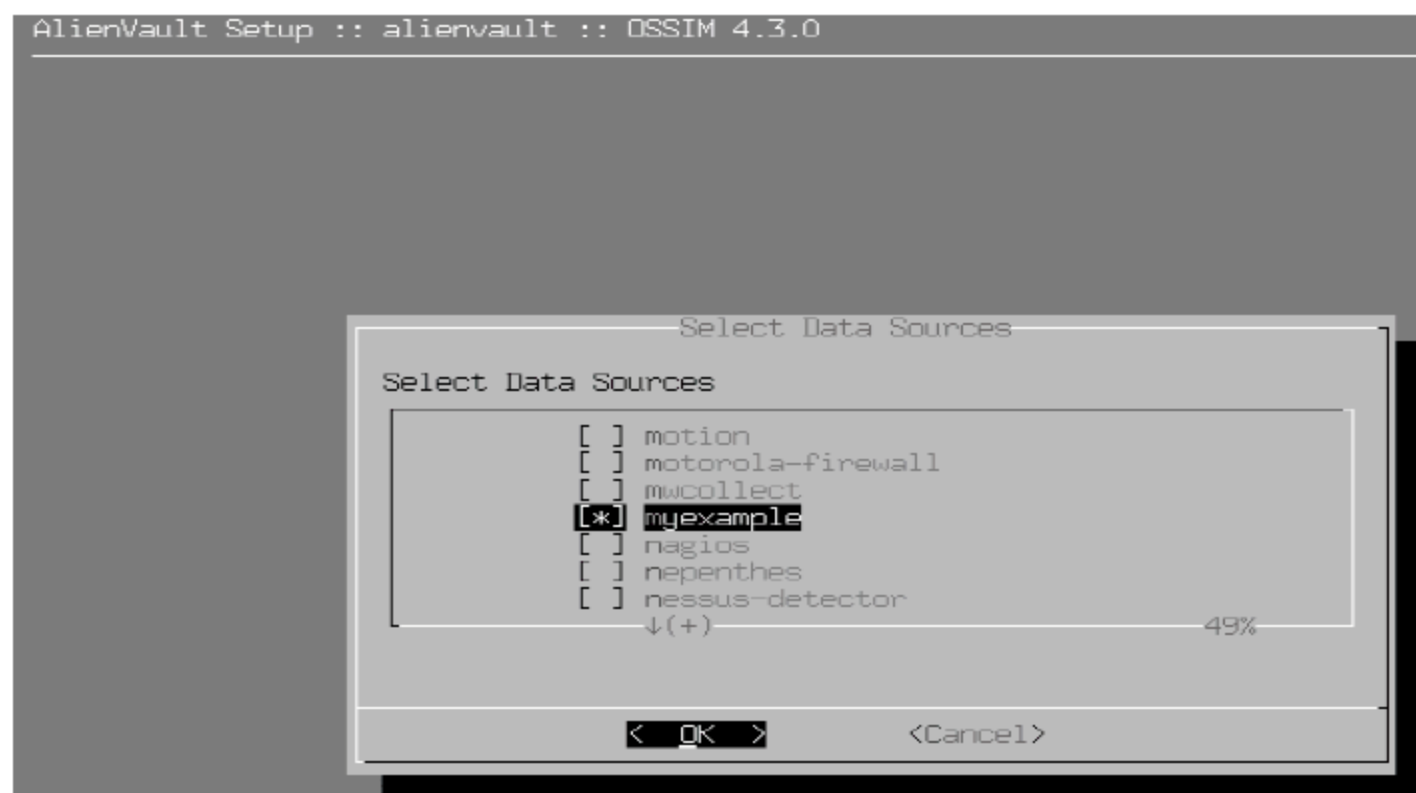 AlienVault Setup :: alienvault :: OSSIM 4.3.0
Select Data Sources
Select Data Sources
[ ] motion
[ ] motorola-firewall
[ ] mwcollect
[*] myexample
[ ] nagios
[ ] nepenthes
[ ] nessus-detector
↓(+) 49%
< OK > <Cancel>